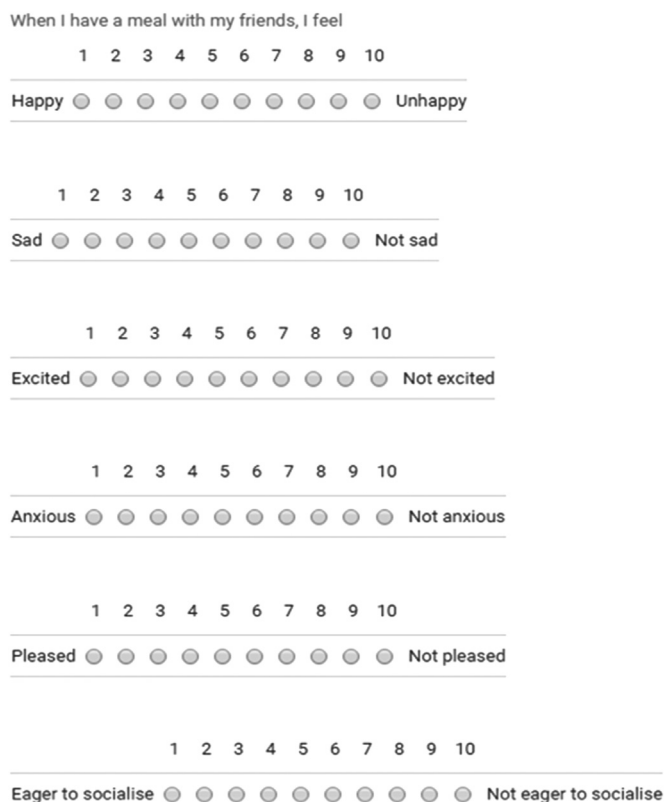 When I have a meal with my friends, I feel
1 2 3 4 5 6 7 8 9 10
Happy Unhappy
1 2 3 4 5 6 7 8 9 10
Sad Not sad
1 2 3 4 5 6 7 8 9 10
Excited Not excited
1 2 3 4 5 6 7 8 9 10
Anxious Not anxious
1 2 3 4 5 6 7 8 9 10
Pleased Not pleased
1 2 3 4 5 6 7 8 9 10
Eager to socialise Not eager to socialise